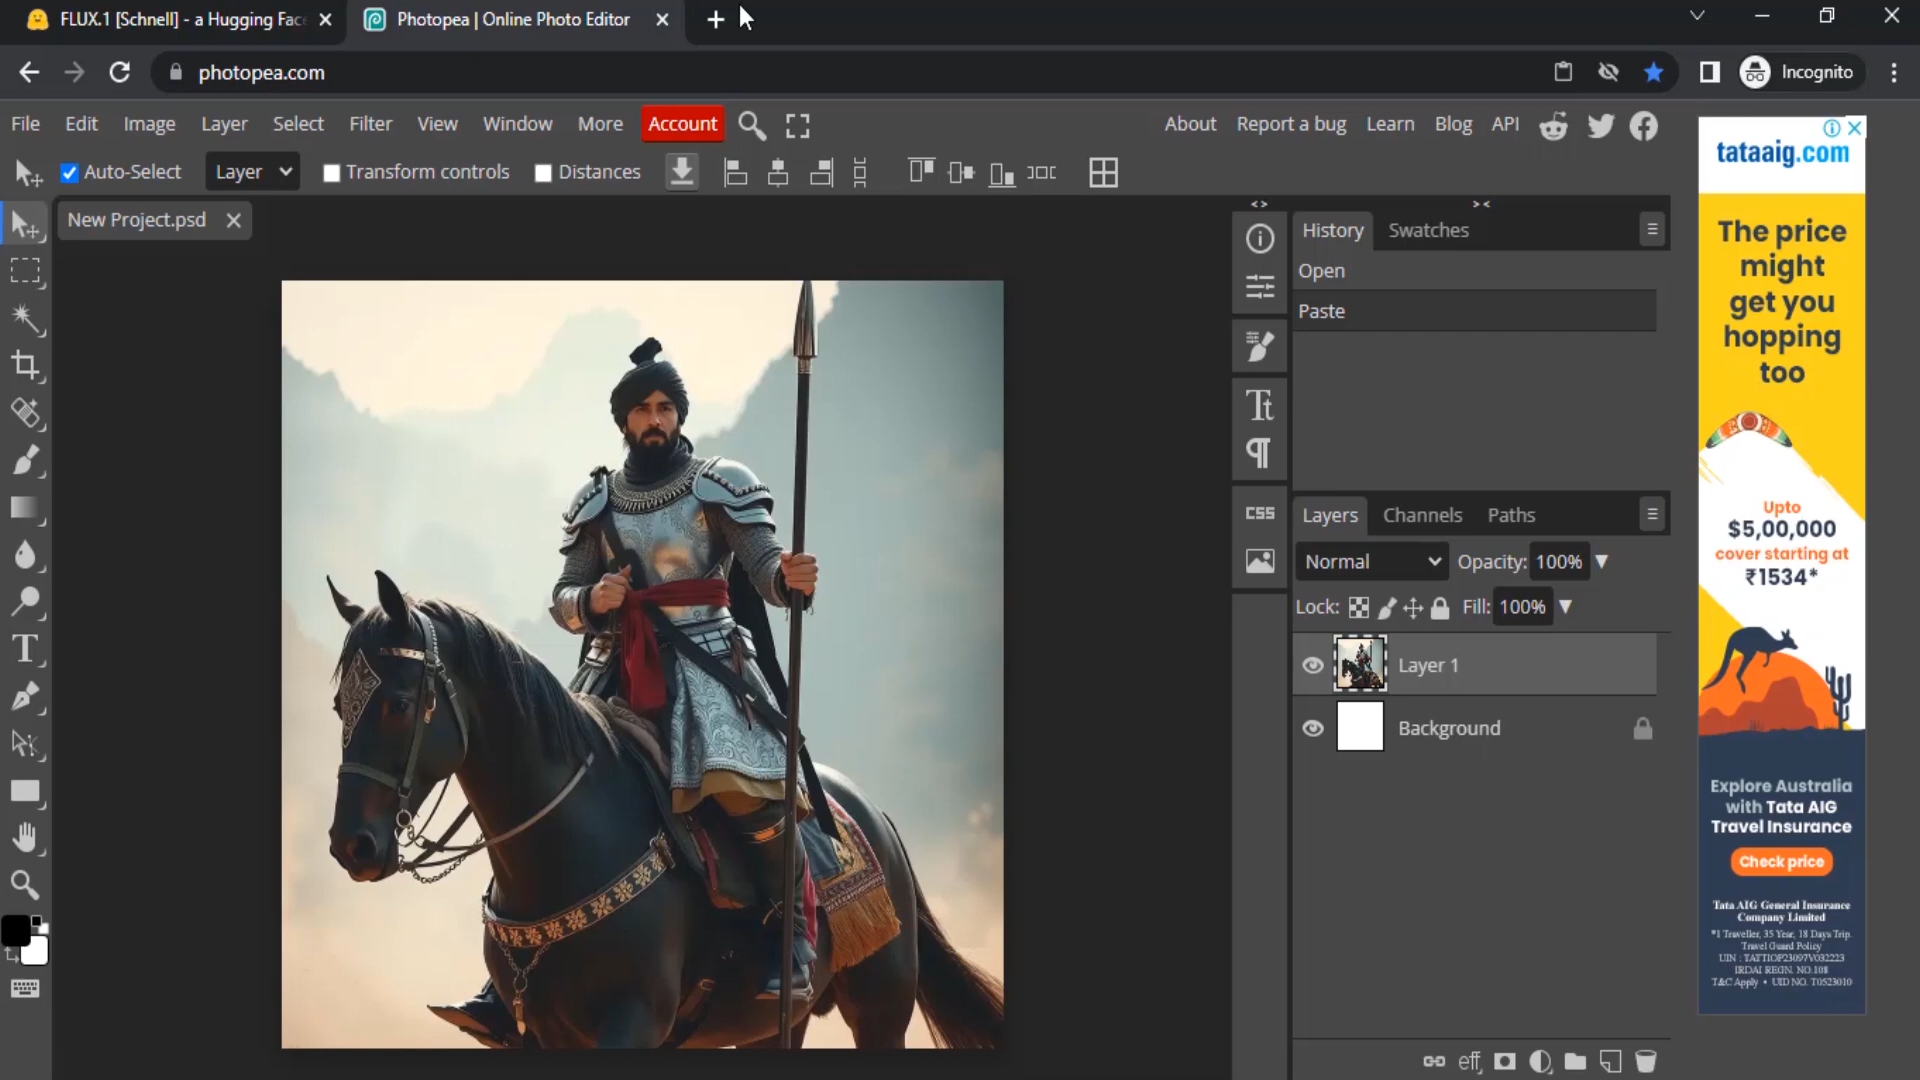 FLUX.1 [Schnell] - a Hugging Fac
Photopea | Online Photo Editor
photopea.com
Incognito
File Edit Image Layer Select Filter View Window More Account
About Report a bug Learn Blog API
Auto-Select Layer Transform controls Distances
New Project.psd
History Swatches
Open
Paste
CSS
Layers Channels Paths
Normal Opacity: 100%
Lock: Fill: 100%
Layer 1
Background
eff
tataaig.com
The price
might
get you
hopping
too
Upto
$5,00,000
cover starting at
₹1534*
Explore Australia
with Tata AIG
Travel Insurance
Check price
Tata AIG General Insurance
Company Limited
*1 Traveller, 35 Year, 18 Days Trip.
Travel Guard Policy
UIN : TATTIOP23097V032223
IRDAI REGN. NO.108
T&C Apply • UID NO. T0523010